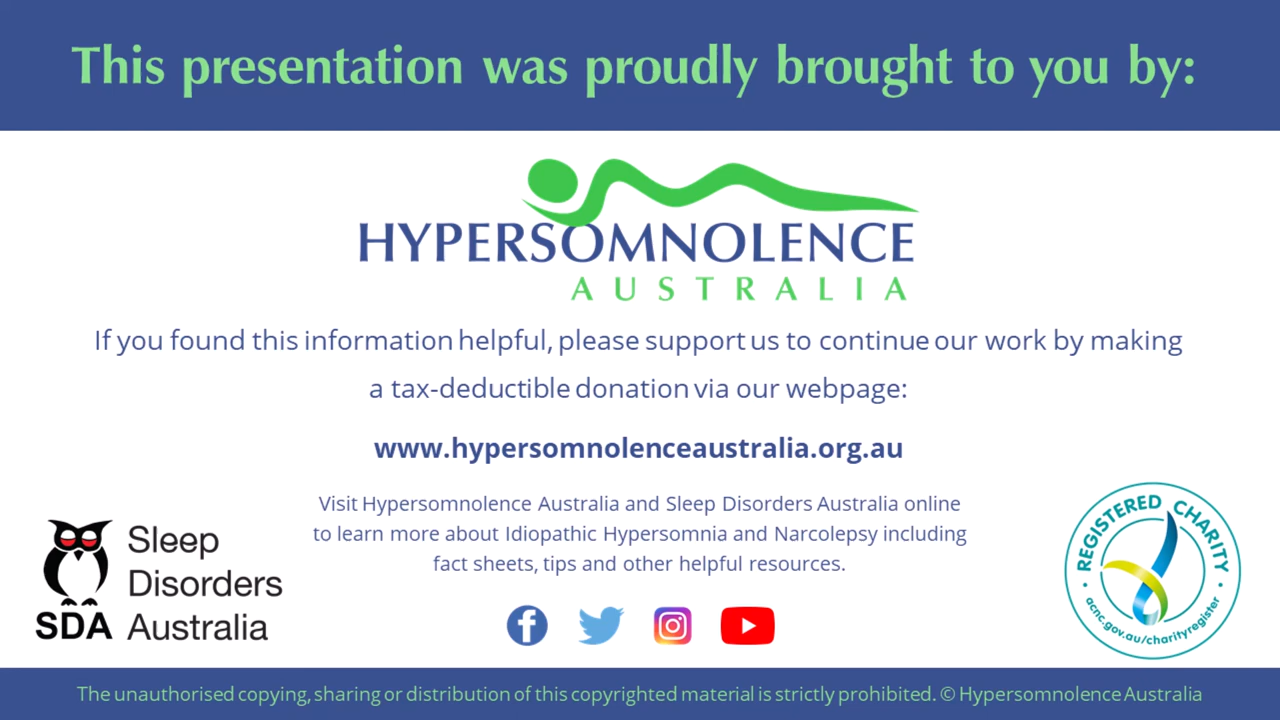 This presentation was proudly brought to you by:
HYPERSOMNOLENCE
AUSTRALIA
If you found this information helpful, please support us to continue our work by making
a tax-deductible donation via our webpage:
www.hypersomnolenceaustralia.org.au
Visit Hypersomnolence Australia and Sleep Disorders Australia online
to learn more about Idiopathic Hypersomnia and Narcolepsy including
fact sheets, tips and other helpful resources.
Sleep
Disorders
SDA Australia
REGISTERED CHARITY
acnc.gov.au/charityregister
The unauthorised copying, sharing or distribution of this copyrighted material is strictly prohibited. © Hypersomnolence Australia